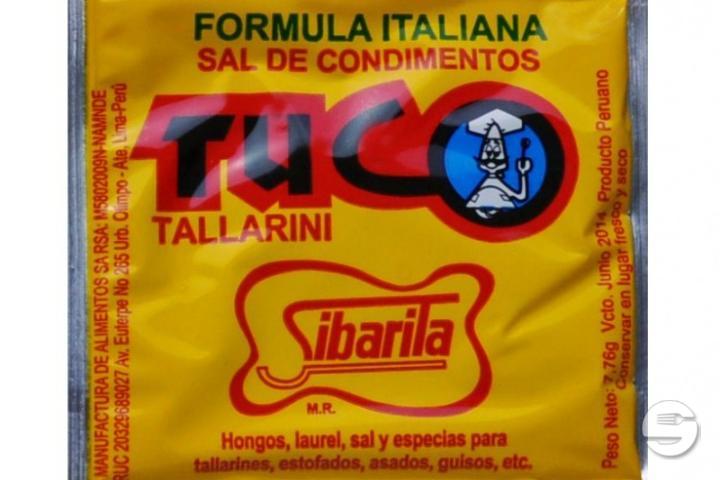 FORMULA ITALIANA
SAL DE CONDIMENTOS
TUCO
TALLARINI
Sibarita
M.R.
Hongos, laurel, sal y especias para
tallarines, estofados, asados, guisos, etc.
MANUFACTURA DE ALIMENTOS SA RSA: M5802009N-NAMNDE
RUC 20329689027 Av. Euterpe No 265 Urb. Olimpo - Ate, Lima-Perú
Peso Neto: 7,76g Vcto. Junio 2014 Producto Peruano
Conservar en lugar fresco y seco